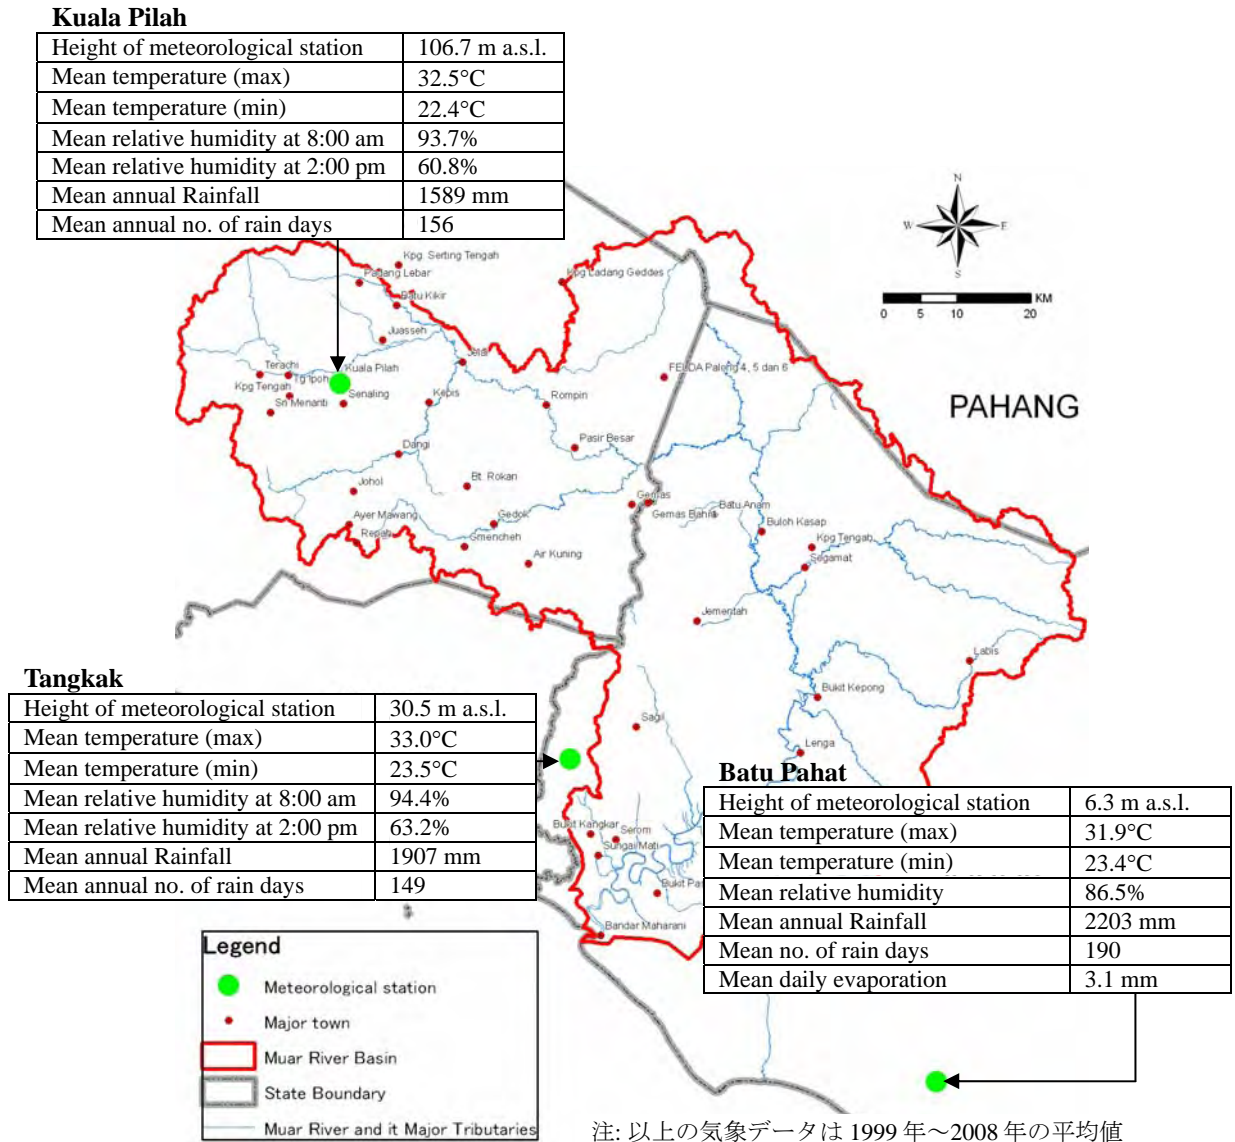 Kuala Pilah
Height of meteorological station 106.7 m a.s.l.
Mean temperature (max) 32.5°C
Mean temperature (min) 22.4°C
Mean relative humidity at 8:00 am 93.7%
Mean relative humidity at 2:00 pm 60.8%
Mean annual Rainfall 1589 mm
Mean annual no. of rain days 156
N
W E
S
KM
0 5 10 20
PAHANG
Kpg. Serting Tengah
Padang Lebar
Kpg Ladang Geddes
Batu Kikir
Juasseh
Jelai
Terachi
Kuala Pilah
Tg Ipoh
FELDA Palong 4, 5 dan 6
Kpg Tengah
Senaling
Sri Menanti
Kepis
Rompin
Pasir Besar
Dangi
Johol
Bt. Rokan
Gemas
Gemas Bahru
Batu Anam
Ayer Mawang
Gedok
Buloh Kasap
Repah
Gmencheh
Kpg Tengah
Air Kuning
Segamat
Jementah
Labis
Bukit Kepong
Sagil
Lenga
Tangkak
Height of meteorological station 30.5 m a.s.l.
Mean temperature (max) 33.0°C
Mean temperature (min) 23.5°C
Mean relative humidity at 8:00 am 94.4%
Mean relative humidity at 2:00 pm 63.2%
Mean annual Rainfall 1907 mm
Mean annual no. of rain days 149
Batu Pahat
Height of meteorological station 6.3 m a.s.l.
Mean temperature (max) 31.9°C
Mean temperature (min) 23.4°C
Mean relative humidity 86.5%
Mean annual Rainfall 2203 mm
Mean no. of rain days 190
Mean daily evaporation 3.1 mm
Bukit Kangkar
Serom
Sungai Mati
Bukit Pas
Bandar Maharani
Legend
Meteorological station
Major town
Muar River Basin
State Boundary
Muar River and it Major Tributaries
注: 以上の気象データは 1999 年~2008 年の平均値